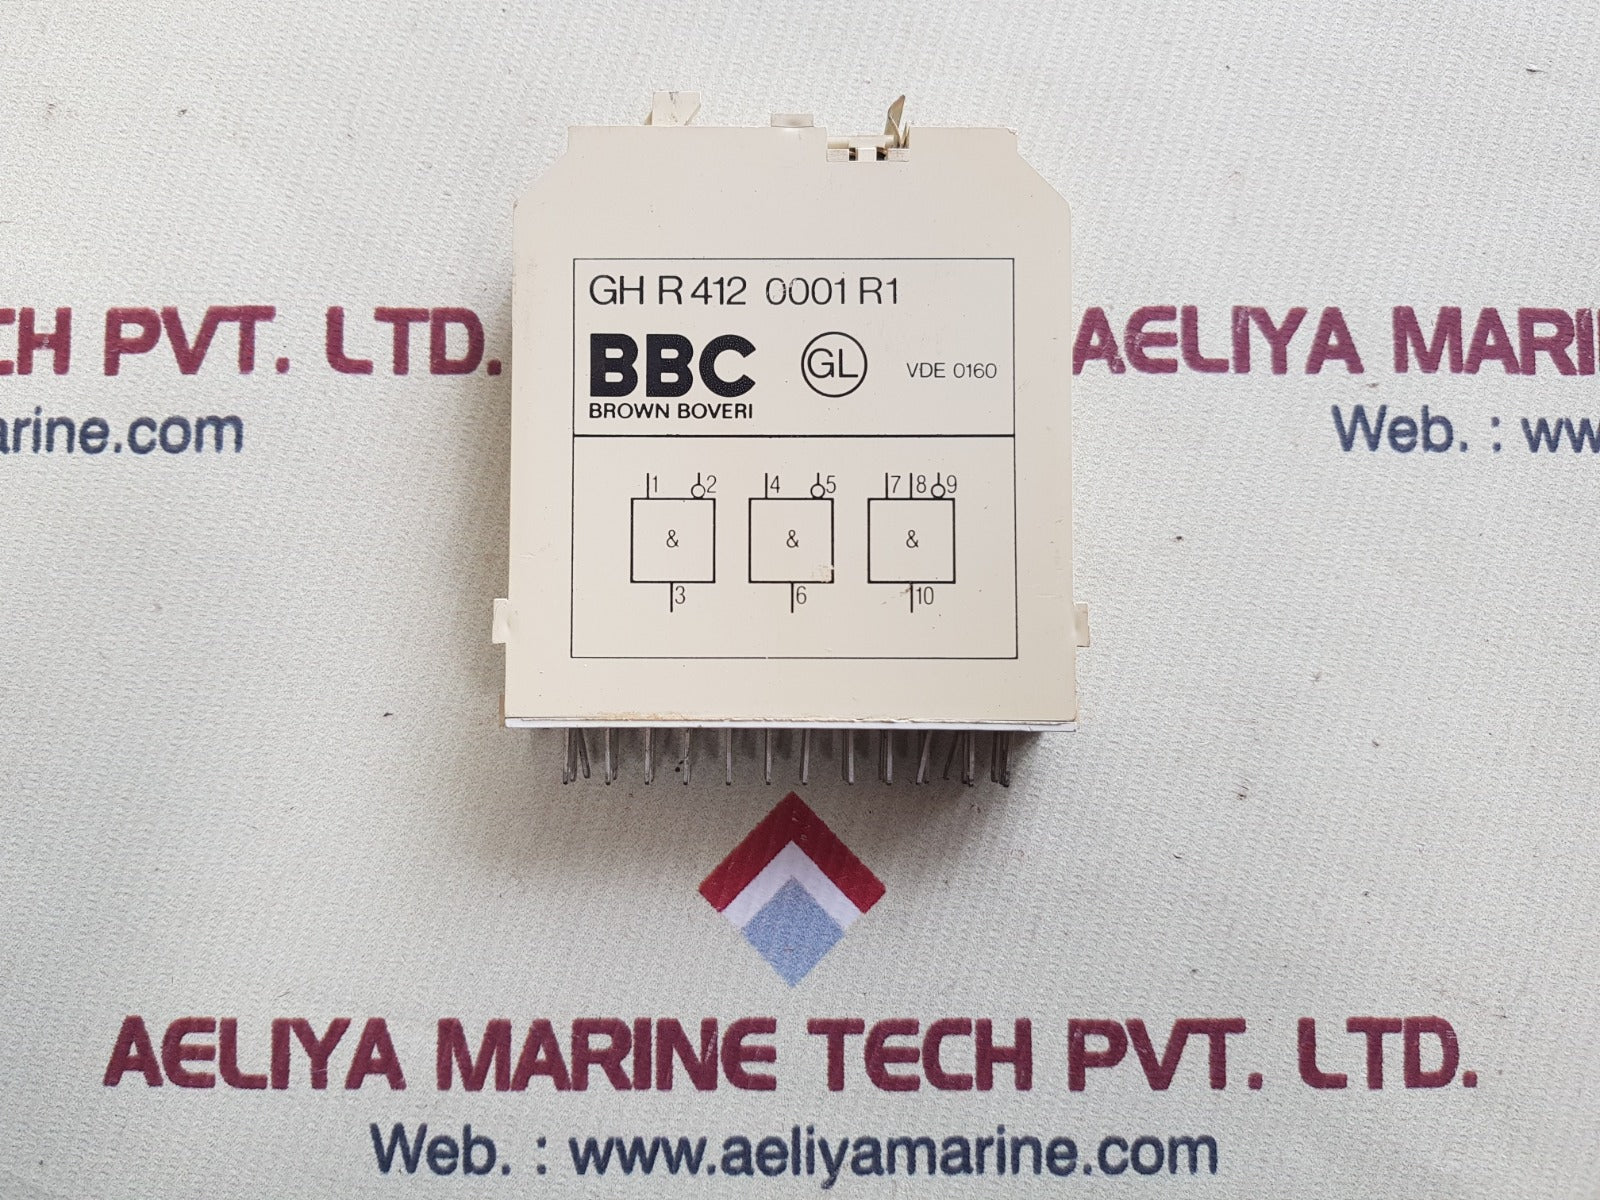 GH R 412 0001 R1
BBC GL VDE 0160
BROWN BOVERI
1 2 4 5 7 8 9
& & &
3 6 10
CH PVT. LTD.
arine.com
AELIYA MARI
Web. : ww
AELIYA MARINE TECH PVT. LTD.
Web. : www.aeliyamarine.com